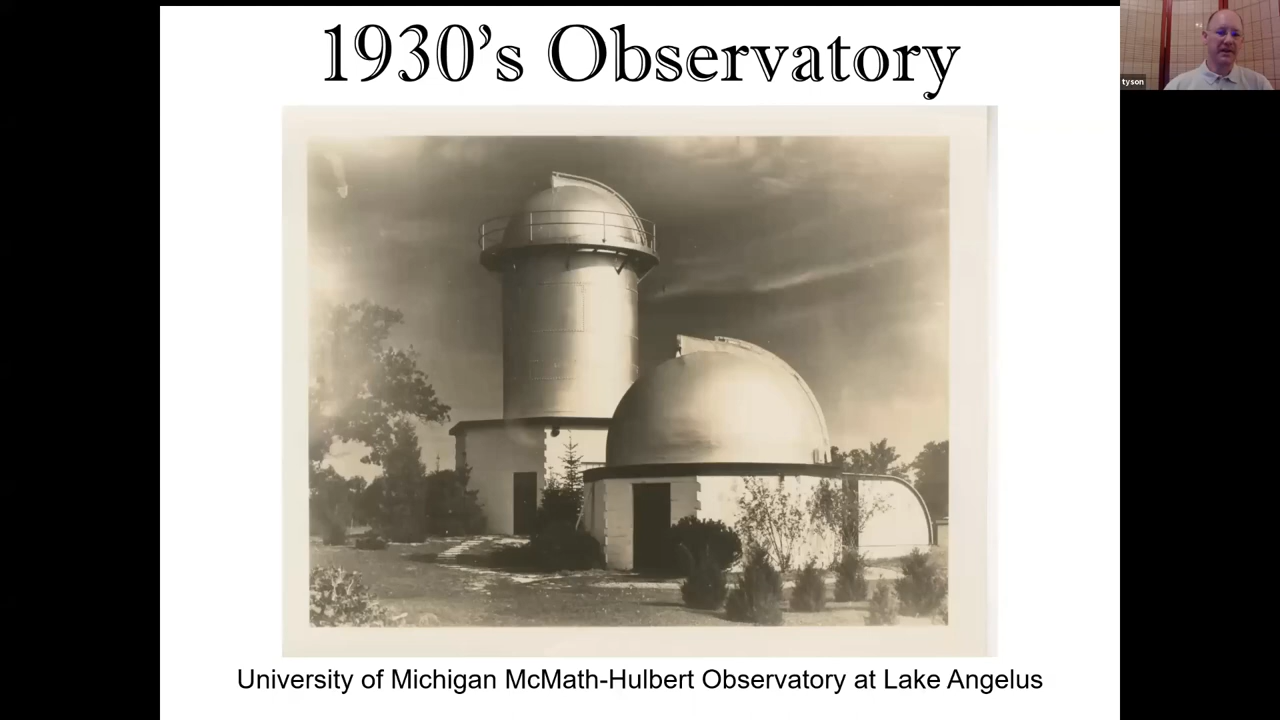 1930's Observatory
tyson
University of Michigan McMath-Hulbert Observatory at Lake Angelus